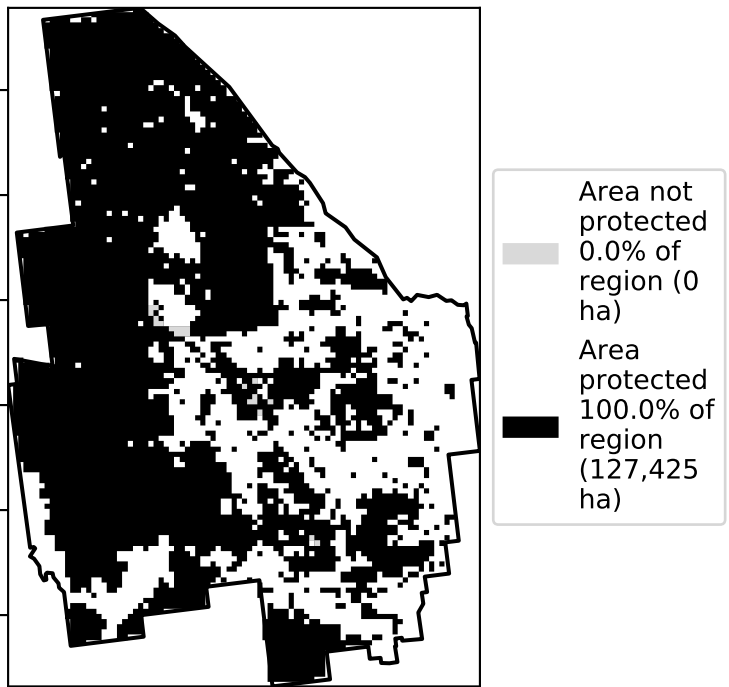 Area not
protected
0.0% of
region (0
ha)
Area
protected
100.0% of
region
(127,425
ha)